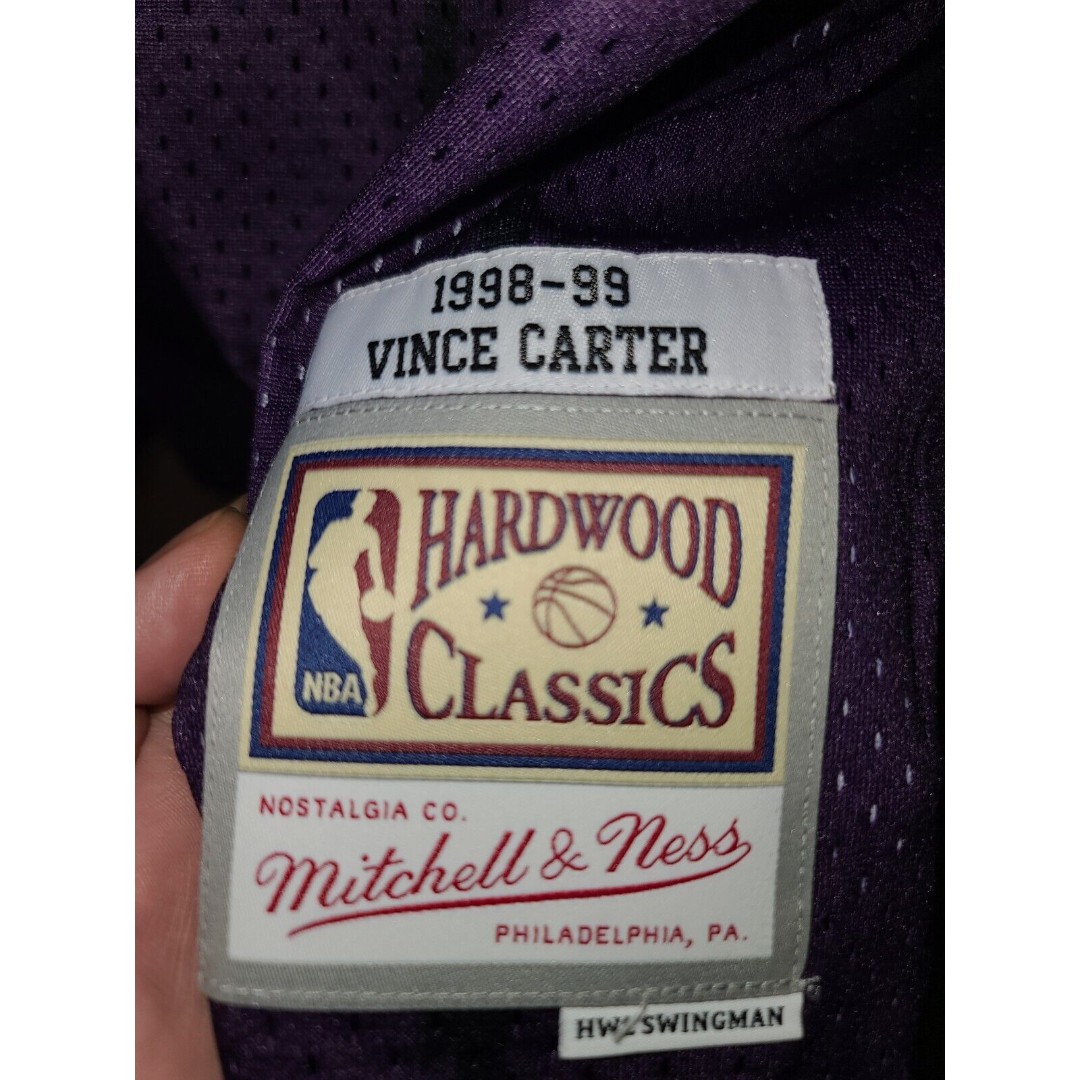 1998-99
VINCE CARTER
HARDWOOD
CLASSICS
NBA
NOSTALGIA CO.
Mitchell & Ness
PHILADELPHIA, PA.
SWINGMAN